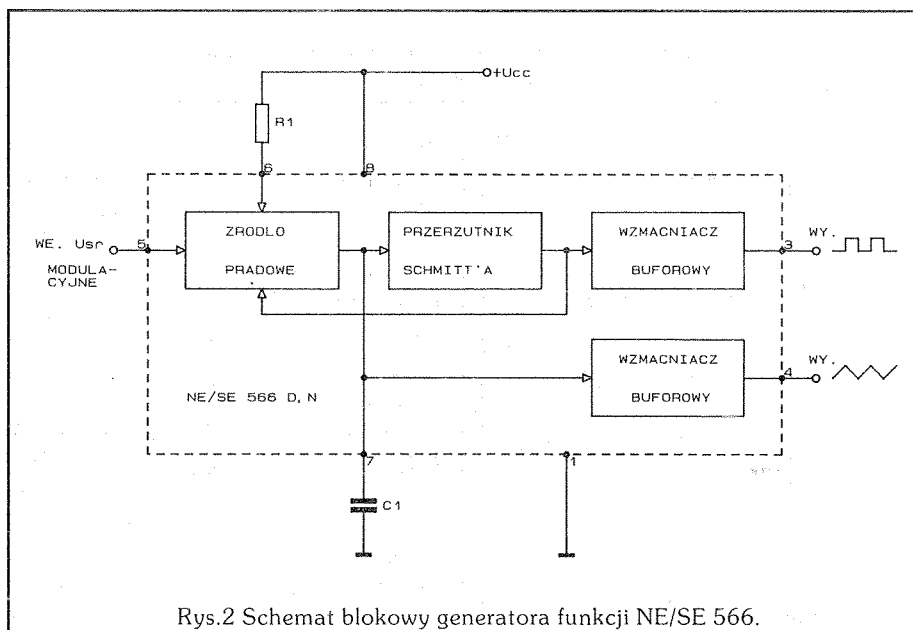 +Ucc
R1
6
8
WE. Usr
5
MODULA-
CYJNE
ZRODLO
PRADOWE
PRZERZUTNIK
SCHMITT'A
WZMACNIACZ
BUFOROWY
3
WY.
WZMACNIACZ
BUFOROWY
4
WY.
NE/SE 566 D,N
7
1
C1
Rys.2 Schemat blokowy generatora funkcji NE/SE 566.